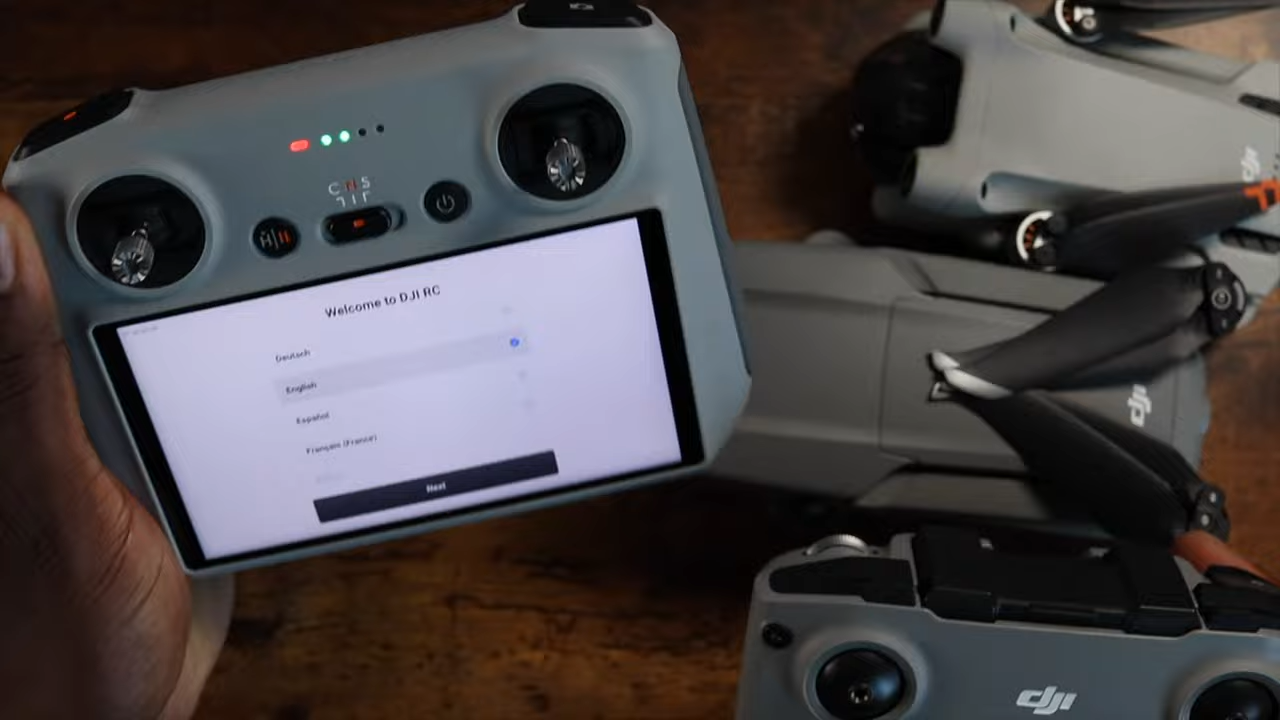 C N S
H
Welcome to DJI RC
Deutsch
English
Español
Français (France)
Next
dji
dji
dji